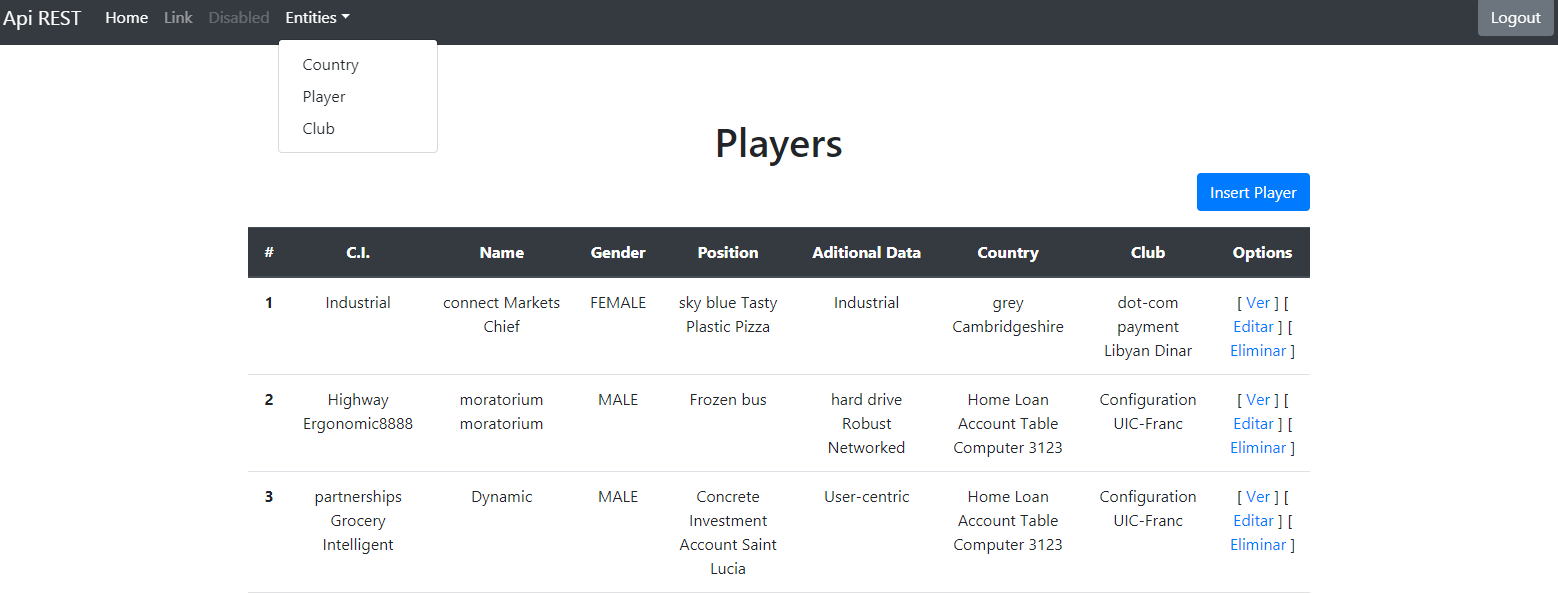 Api REST Home Link Disabled Entities Logout
Country
Player
Club
Players
Insert Player
# C.I. Name Gender Position Aditional Data Country Club Options
1 Industrial connect Markets FEMALE sky blue Tasty Industrial grey dot-com [ Ver ] [
Chief Plastic Pizza Cambridgeshire payment Editar ] [
Libyan Dinar Eliminar ]
2 Highway moratorium MALE Frozen bus hard drive Home Loan Configuration [ Ver ] [
Ergonomic8888 moratorium Robust Account Table UIC-Franc Editar ] [
Networked Computer 3123 Eliminar ]
3 partnerships Dynamic MALE Concrete User-centric Home Loan Configuration [ Ver ] [
Grocery Investment Account Table UIC-Franc Editar ] [
Intelligent Account Saint Computer 3123 Eliminar ]
Lucia